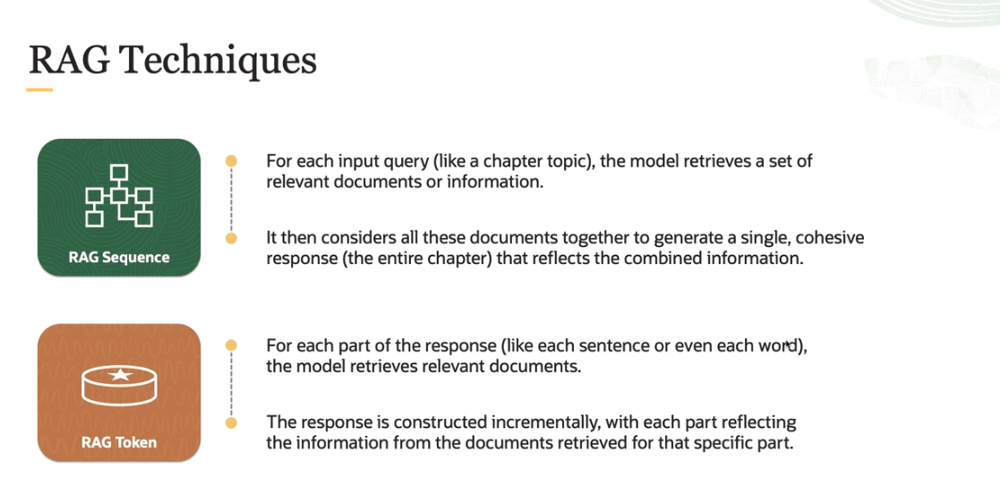 RAG Techniques
RAG Sequence
For each input query (like a chapter topic), the model retrieves a set of
relevant documents or information.
It then considers all these documents together to generate a single, cohesive
response (the entire chapter) that reflects the combined information.
RAG Token
For each part of the response (like each sentence or even each word),
the model retrieves relevant documents.
The response is constructed incrementally, with each part reflecting
the information from the documents retrieved for that specific part.